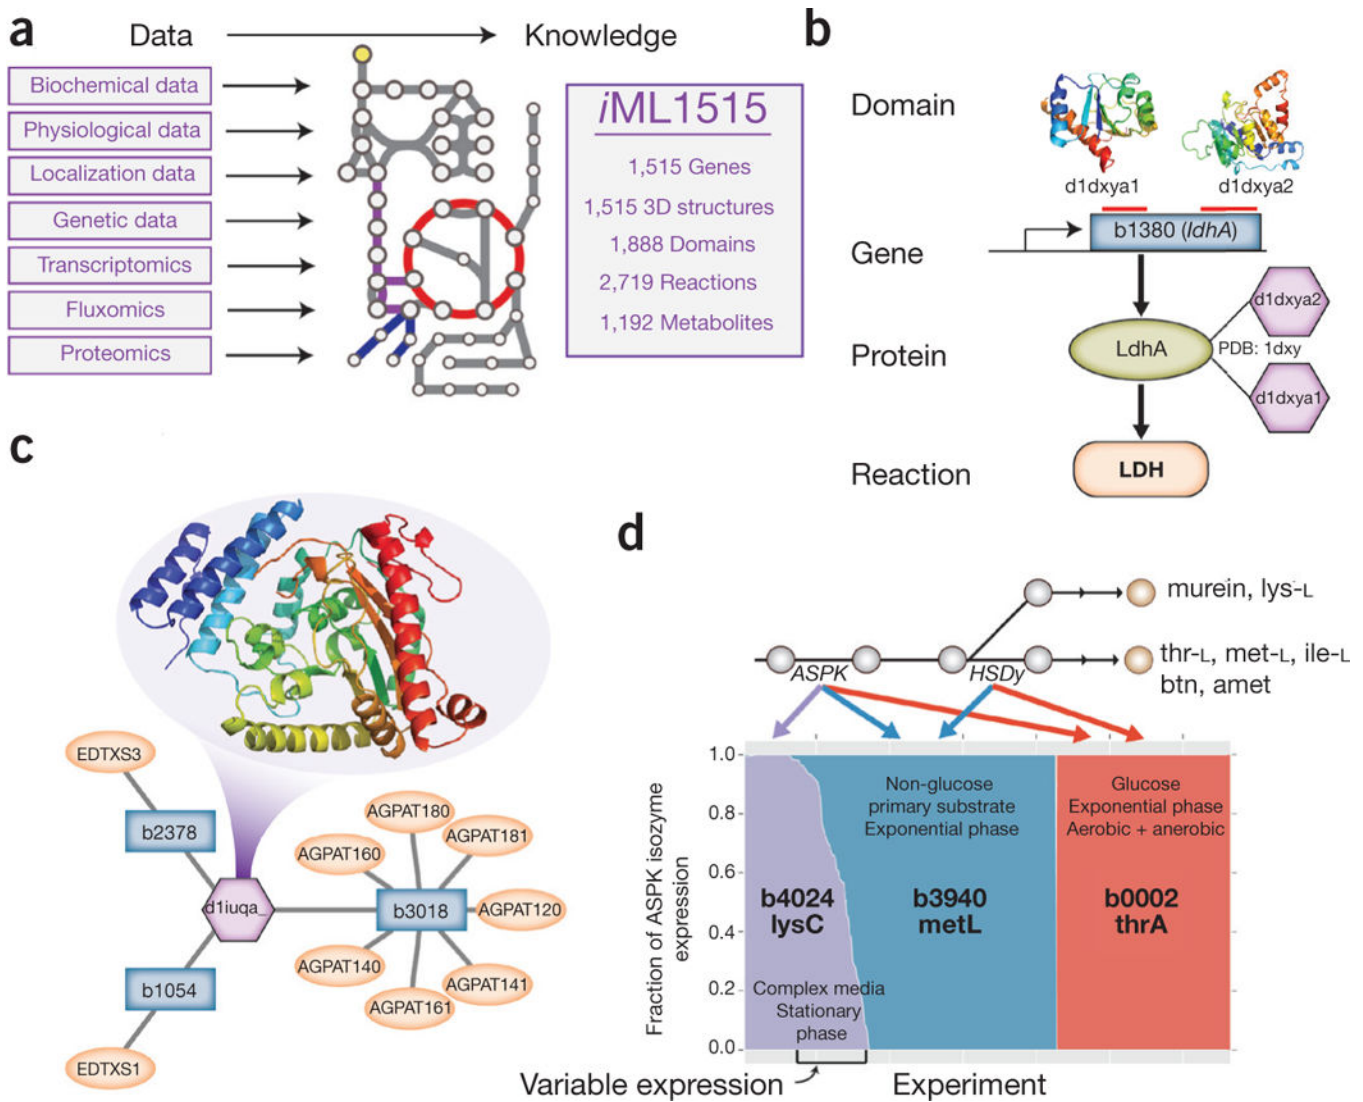 a
Data
Knowledge
Biochemical data
Physiological data
Localization data
Genetic data
Transcriptomics
Fluxomics
Proteomics
iML1515
1,515 Genes
1,515 3D structures
1,888 Domains
2,719 Reactions
1,192 Metabolites
b
Domain
d1dxya1
d1dxya2
Gene
b1380 (ldhA)
Protein
LdhA
PDB: 1dxy
d1dxya2
d1dxya1
Reaction
LDH
c
EDTXS3
b2378
d1iuqa_
b1054
EDTXS1
b3018
AGPAT180
AGPAT181
AGPAT160
AGPAT120
AGPAT140
AGPAT141
AGPAT161
d
murein, lys-L
thr-L, met-L, ile-L
btn, amet
ASPK
HSDy
Fraction of ASPK isozyme
expression
1.0
0.8
0.6
0.4
0.2
0.0
b4024
lysC
Complex media
Stationary
phase
Non-glucose
primary substrate
Exponential phase
b3940
metL
Glucose
Exponential phase
Aerobic + anerobic
b0002
thrA
Variable expression
Experiment